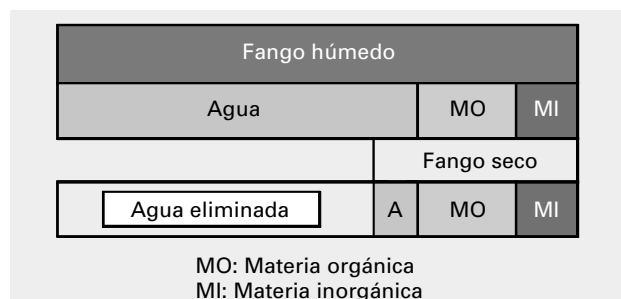 Fango húmedo
Agua MO MI
Fango seco
Agua eliminada A MO MI
MO: Materia orgánica
MI: Materia inorgánica